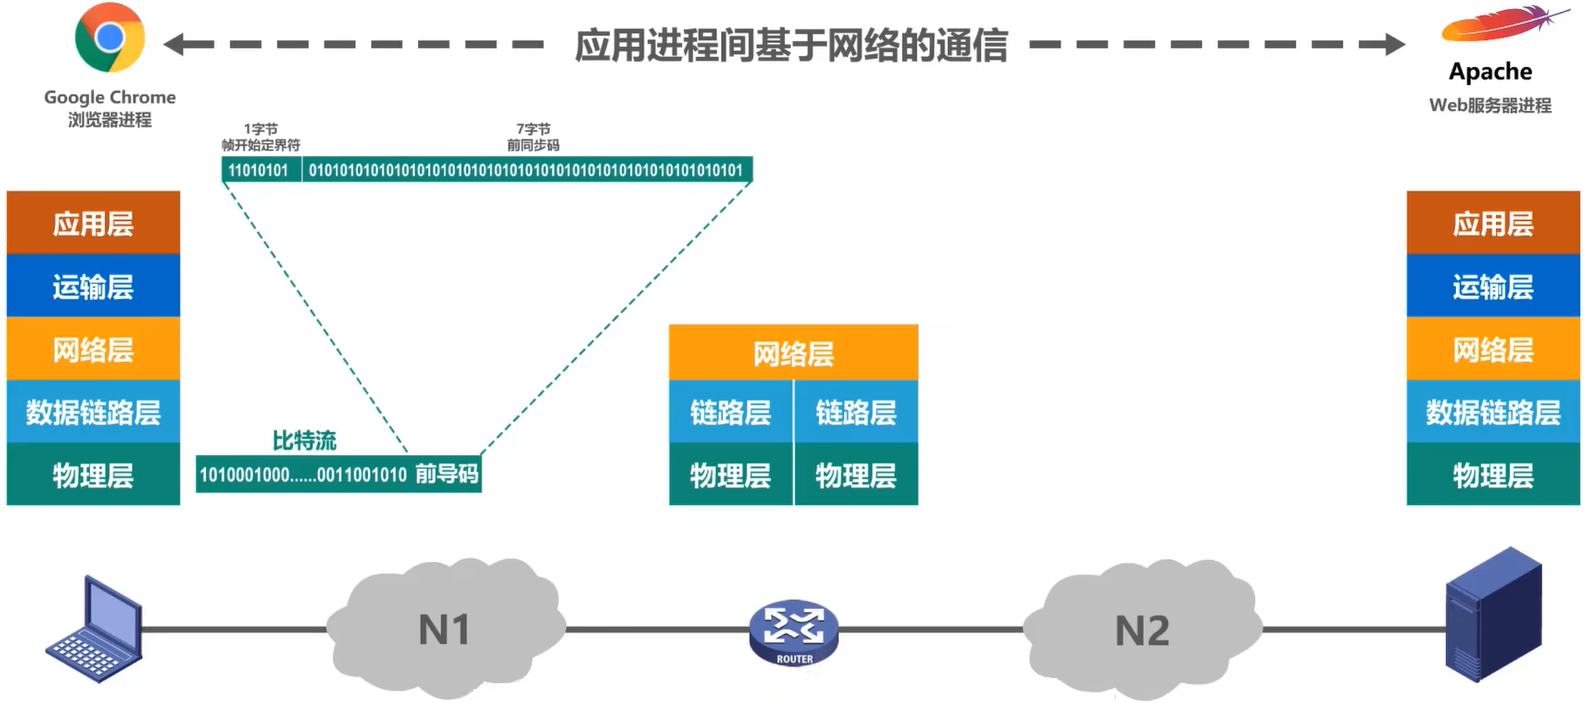 应用进程间基于网络的通信
Google Chrome
浏览器进程
Apache
Web服务器进程
1字节
帧开始定界符
7字节
前同步码
11010101
01010101010101010101010101010101010101010101010101010101
应用层
运输层
网络层
数据链路层
物理层
比特流
1010001000......0011001010 前导码
网络层
链路层 链路层
物理层 物理层
应用层
运输层
网络层
数据链路层
物理层
N1
ROUTER
N2